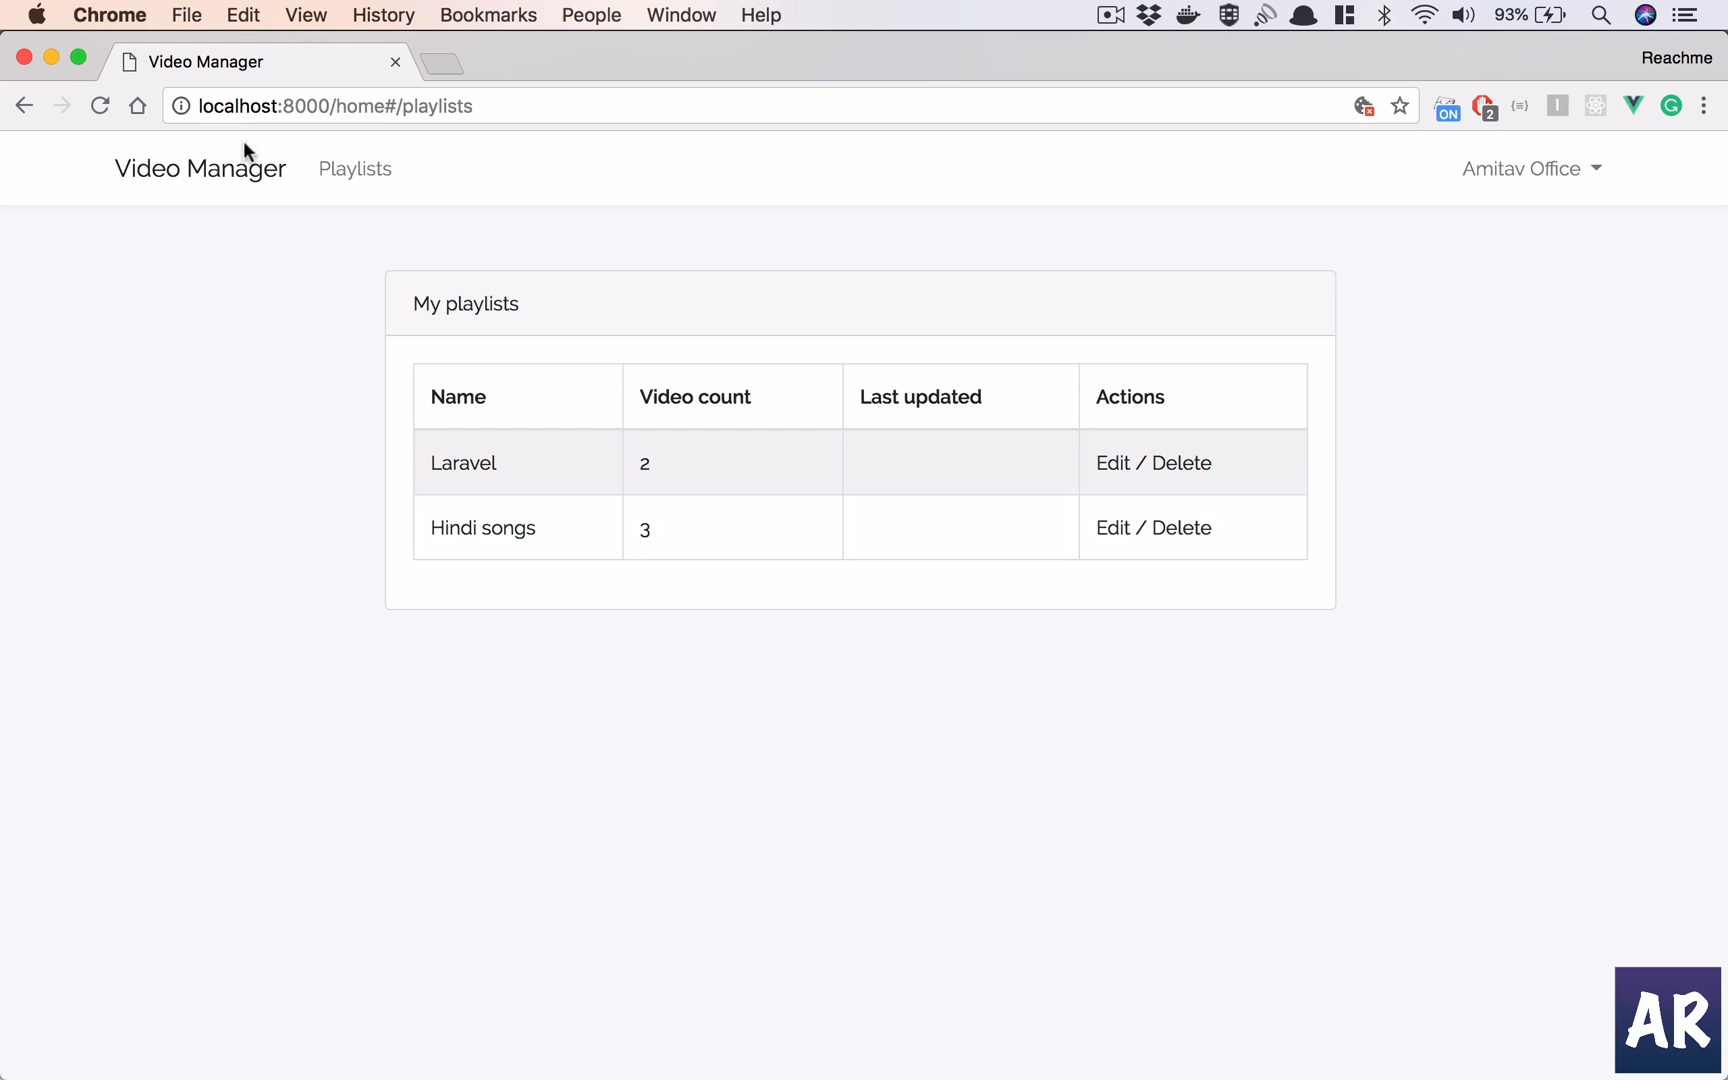 Chrome File Edit View History Bookmarks People Window Help 93%
Video Manager Reachme
localhost:8000/home#/playlists ON 2 {=} I
Video Manager Playlists Amitav Office
My playlists
Name Video count Last updated Actions
Laravel 2 Edit / Delete
Hindi songs 3 Edit / Delete
AR